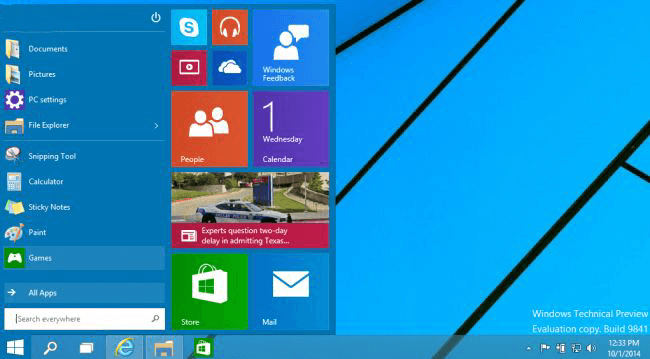 Documents
Pictures
PC settings
File Explorer
Snipping Tool
Calculator
Sticky Notes
Paint
Games
All Apps
Search everywhere
Windows
Feedback
People
1
Wednesday
Calendar
Experts question two-day
delay in admitting Texas...
Store
Mail
Windows Technical Preview
Evaluation copy. Build 9841
12:33 PM
10/1/2014